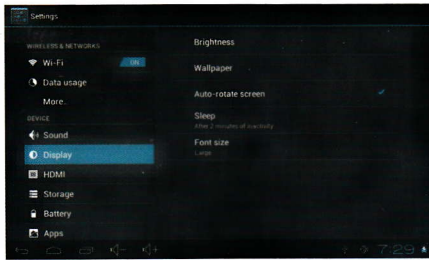 Settings
WIRELESS & NETWORKS
Wi-Fi
ON
Data usage
More...
DEVICE
Sound
Display
HDMI
Storage
Battery
Apps
Brightness
Wallpaper
Auto-rotate screen
Sleep
After 2 minutes of inactivity
Font size
Large
7:29